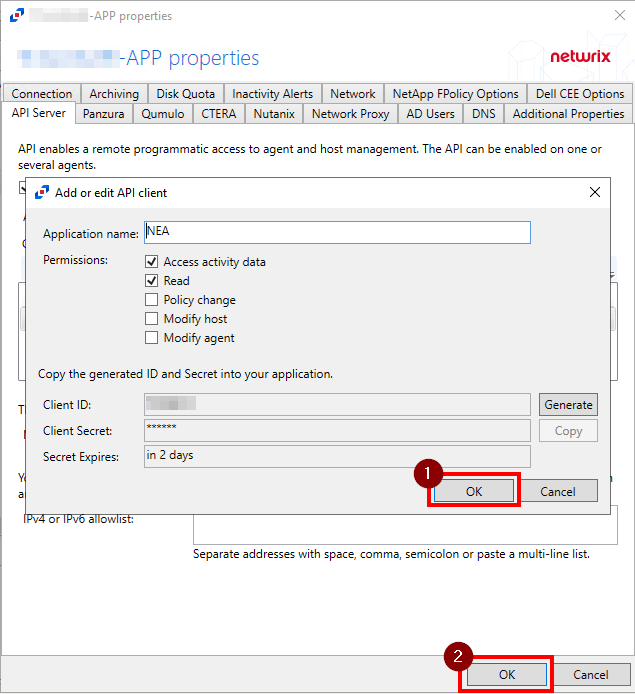 -APP properties
-APP properties
netwrix
Connection Archiving Disk Quota Inactivity Alerts Network NetApp FPolicy Options Dell CEE Options
API Server Panzura Qumulo CTERA Nutanix Network Proxy AD Users DNS Additional Properties
API enables a remote programmatic access to agent and host management. The API can be enabled on one or
several agents.
Add or edit API client
Application name: NEA
Permissions: Access activity data
Read
Policy change
Modify host
Modify agent
Copy the generated ID and Secret into your application.
Client ID: Generate
Client Secret: ****** Copy
Secret Expires: in 2 days
1
OK Cancel
IPv4 or IPv6 allowlist:
Separate addresses with space, comma, semicolon or paste a multi-line list.
2
OK Cancel